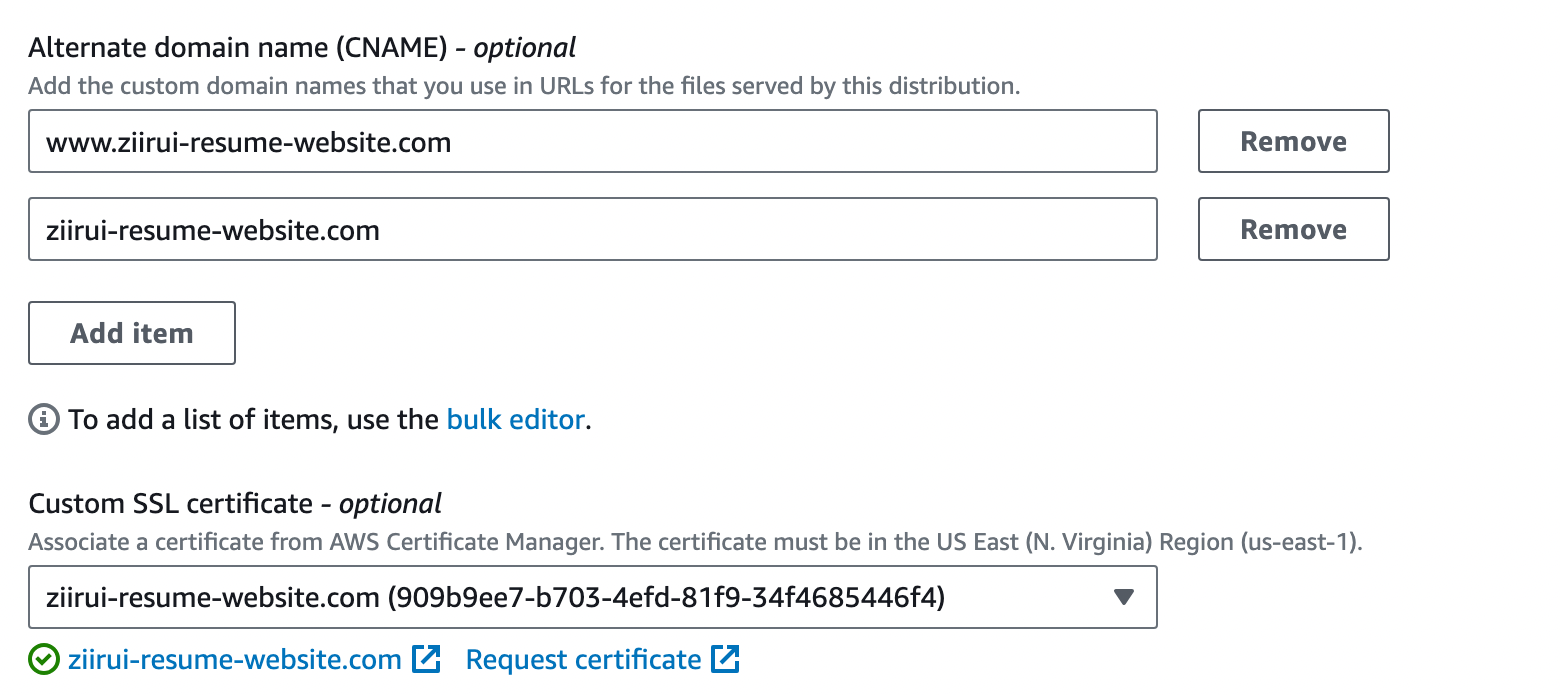 Alternate domain name (CNAME) - optional
Add the custom domain names that you use in URLs for the files served by this distribution.
www.ziirui-resume-website.com
Remove
ziirui-resume-website.com
Remove
Add item
To add a list of items, use the bulk editor.
Custom SSL certificate - optional
Associate a certificate from AWS Certificate Manager. The certificate must be in the US East (N. Virginia) Region (us-east-1).
ziirui-resume-website.com (909b9ee7-b703-4efd-81f9-34f4685446f4)
ziirui-resume-website.com Request certificate